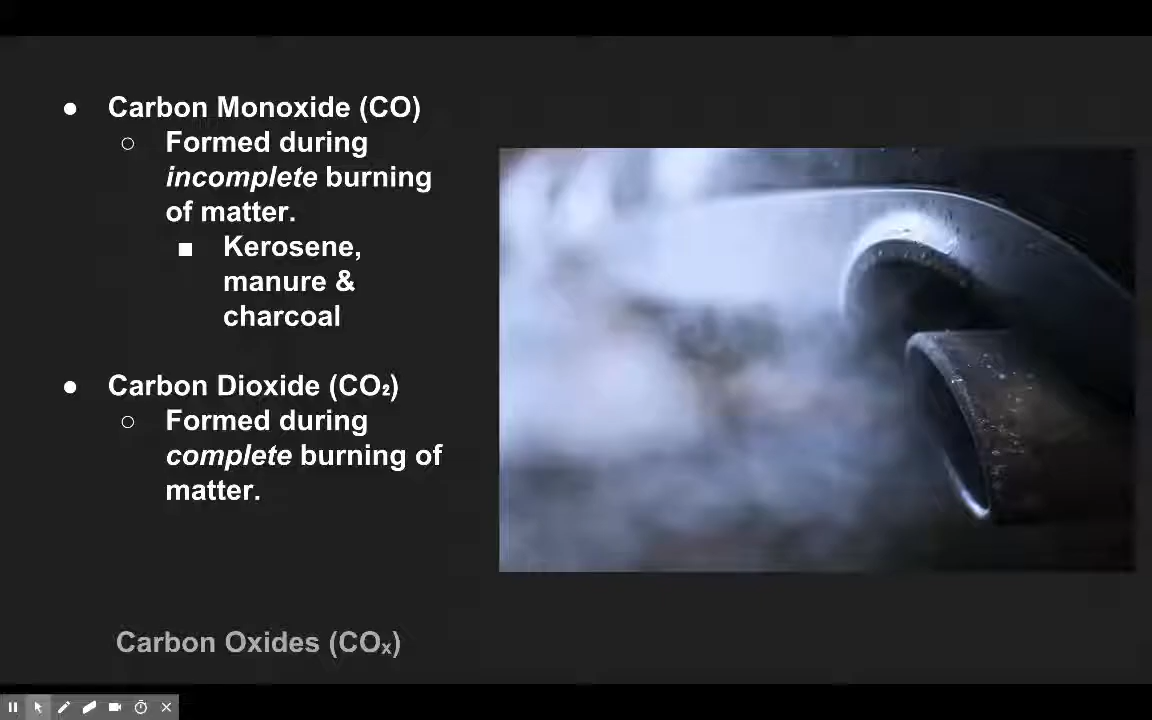 Carbon Monoxide (CO)
Formed during
incomplete burning
of matter.
Kerosene,
manure &
charcoal
Carbon Dioxide (CO₂)
Formed during
complete burning of
matter.
Carbon Oxides (COₓ)